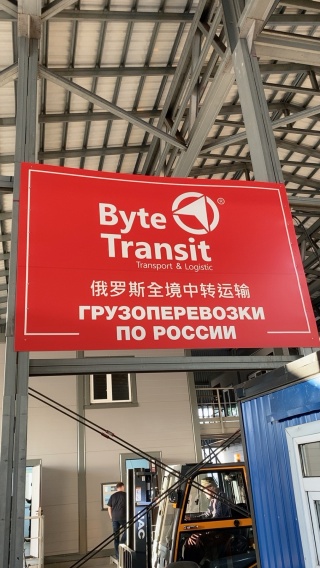 Byte
Transit
®
Transport & Logistic
俄罗斯全境中转运输
ГРУЗОПЕРЕВОЗКИ
ПО РОССИИ